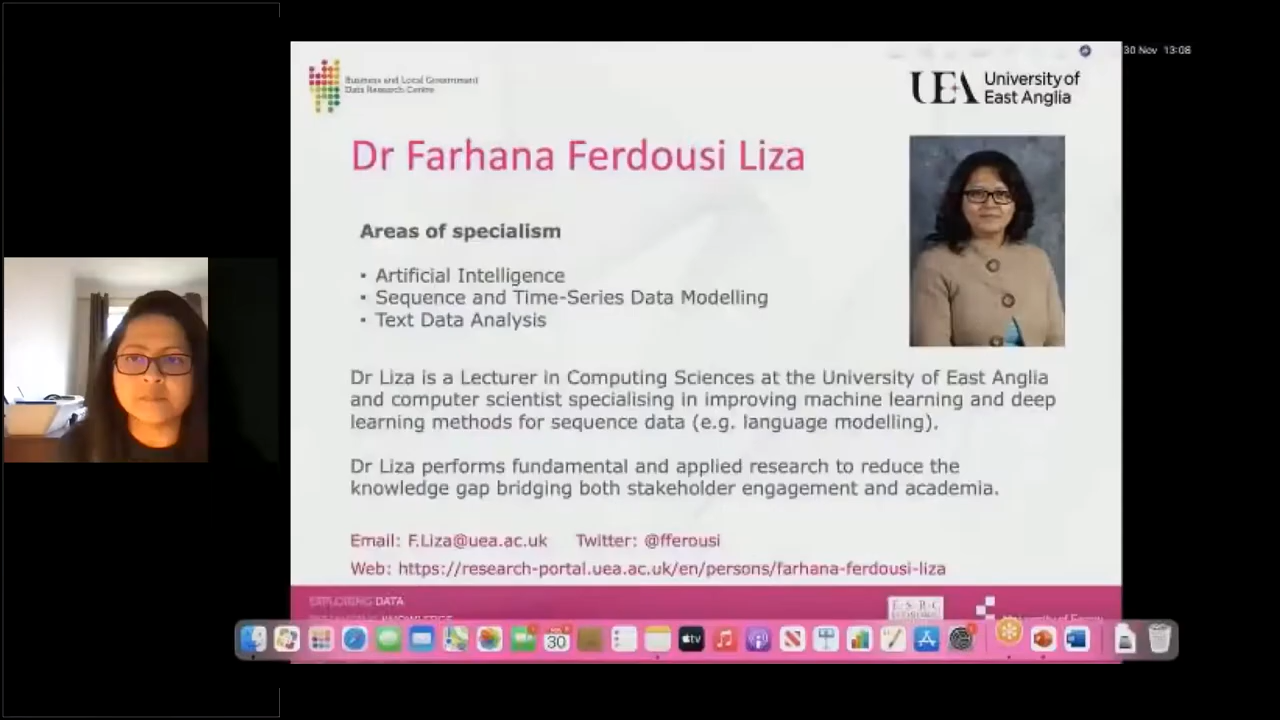 30 Nov 13:08
Business and Local Government
Data Research Centre
UEA University of
East Anglia
Dr Farhana Ferdousi Liza
Areas of specialism
▪ Artificial Intelligence
▪ Sequence and Time-Series Data Modelling
▪ Text Data Analysis
Dr Liza is a Lecturer in Computing Sciences at the University of East Anglia
and computer scientist specialising in improving machine learning and deep
learning methods for sequence data (e.g. language modelling).
Dr Liza performs fundamental and applied research to reduce the
knowledge gap bridging both stakeholder engagement and academia.
Email: F.Liza@uea.ac.uk Twitter: @fferousi
Web: https://research-portal.uea.ac.uk/en/persons/farhana-ferdousi-liza
EXPLORING DATA
E·S·R·C
30
tv